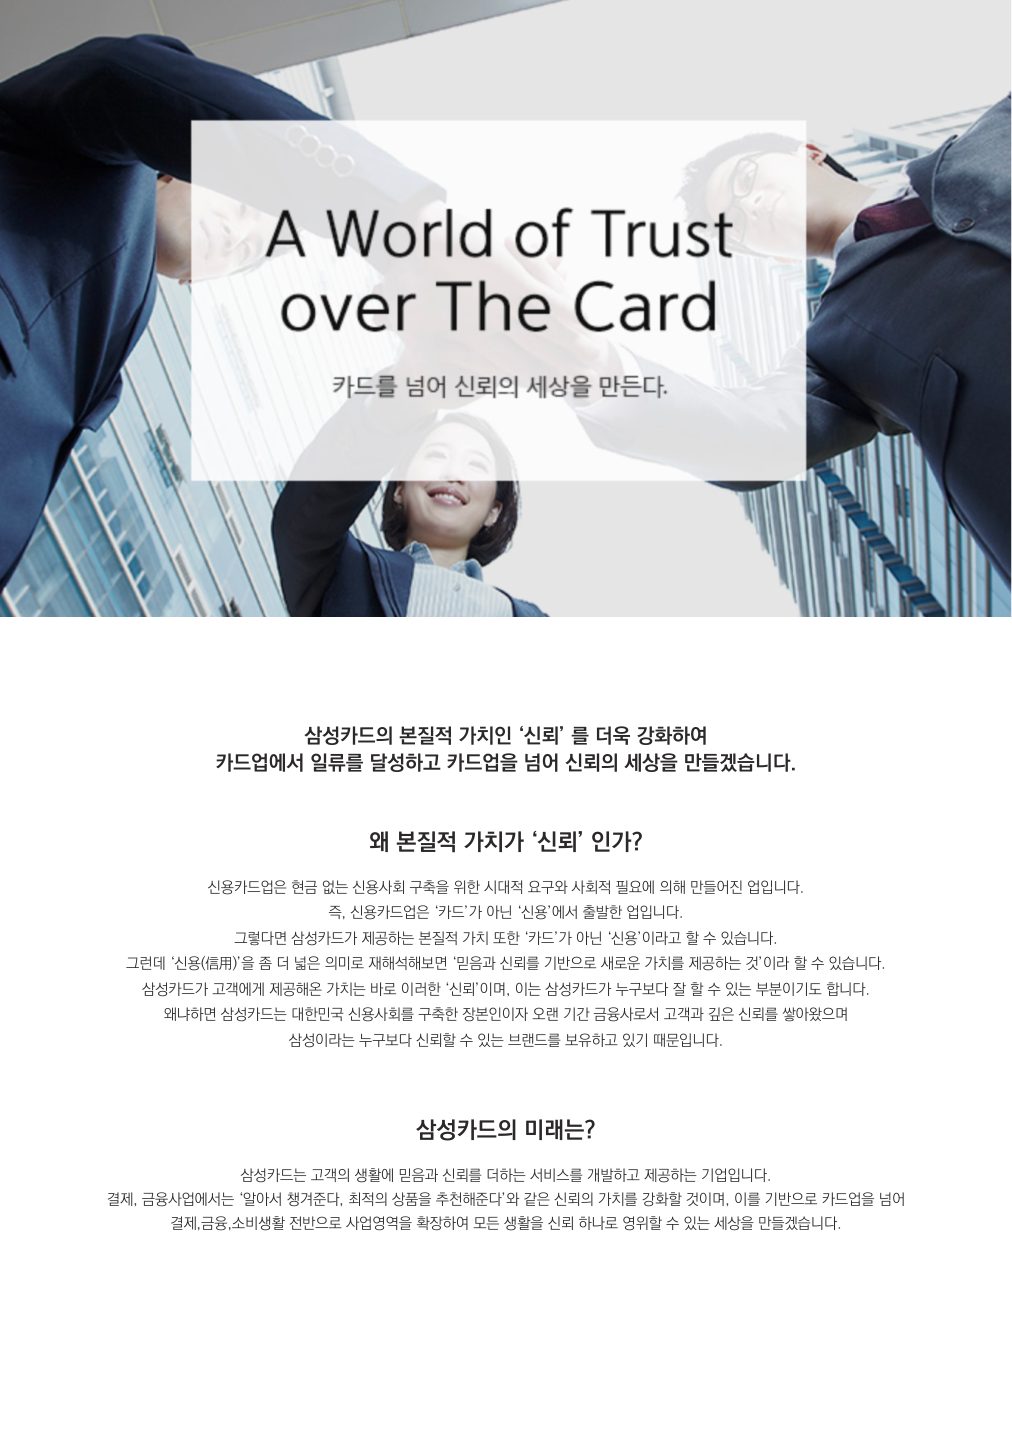 A World of Trust
over The Card
카드를 넘어 신뢰의 세상을 만든다.
삼성카드의 본질적 가치인 ‘신뢰’ 를 더욱 강화하여
카드업에서 일류를 달성하고 카드업을 넘어 신뢰의 세상을 만들겠습니다.
왜 본질적 가치가 ‘신뢰’ 인가?
신용카드업은 현금 없는 신용사회 구축을 위한 시대적 요구와 사회적 필요에 의해 만들어진 업입니다.
즉, 신용카드업은 ‘카드’가 아닌 ‘신용’에서 출발한 업입니다.
그렇다면 삼성카드가 제공하는 본질적 가치 또한 ‘카드’가 아닌 ‘신용’이라고 할 수 있습니다.
그런데 ‘신용(信用)’을 좀 더 넓은 의미로 재해석해보면 ‘믿음과 신뢰를 기반으로 새로운 가치를 제공하는 것’이라 할 수 있습니다.
삼성카드가 고객에게 제공해온 가치는 바로 이러한 ‘신뢰’이며, 이는 삼성카드가 누구보다 잘 할 수 있는 부분이기도 합니다.
왜냐하면 삼성카드는 대한민국 신용사회를 구축한 장본인이자 오랜 기간 금융사로서 고객과 깊은 신뢰를 쌓아왔으며
삼성이라는 누구보다 신뢰할 수 있는 브랜드를 보유하고 있기 때문입니다.
삼성카드의 미래는?
삼성카드는 고객의 생활에 믿음과 신뢰를 더하는 서비스를 개발하고 제공하는 기업입니다.
결제, 금융사업에서는 ‘알아서 챙겨준다, 최적의 상품을 추천해준다’와 같은 신뢰의 가치를 강화할 것이며, 이를 기반으로 카드업을 넘어
결제,금융,소비생활 전반으로 사업영역을 확장하여 모든 생활을 신뢰 하나로 영위할 수 있는 세상을 만들겠습니다.